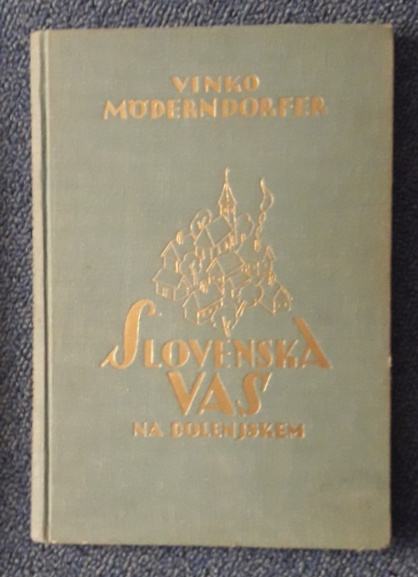 VINKO
MÖDERNDORFER
SLOVENSKA
VAS
NA DOLENJSKEM